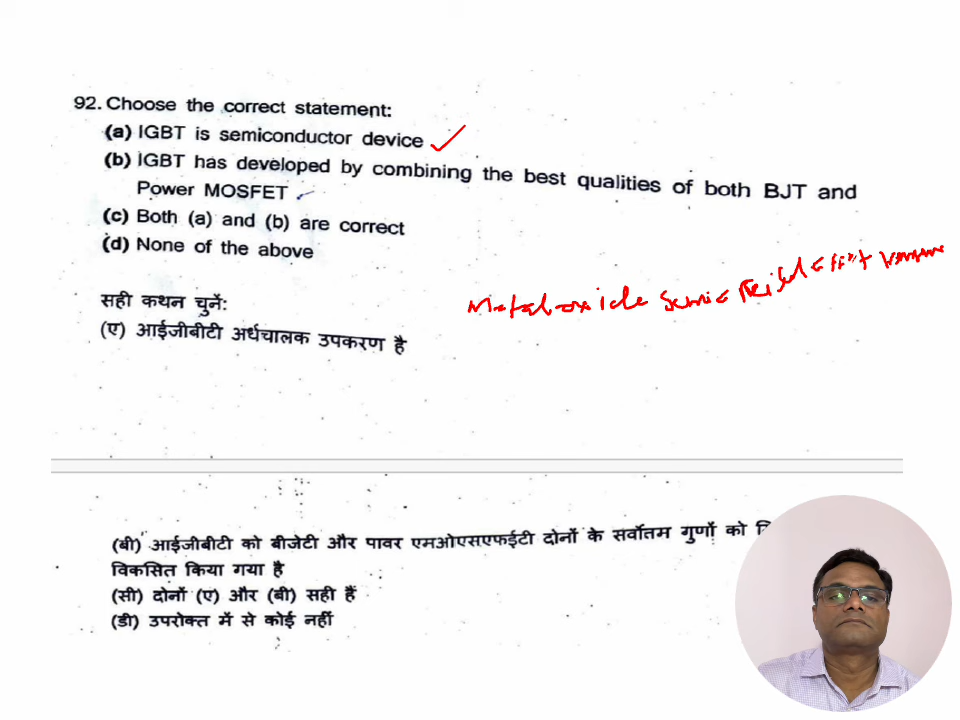 92. Choose the correct statement:
(a) IGBT is semiconductor device
(b) IGBT has developed by combining the best qualities of both BJT and
Power MOSFET
(c) Both (a) and (b) are correct
(d) None of the above
Metal oxide Semi
सही कथन चुनें:
(ए) आईजीबीटी अर्धचालक उपकरण है
(बी) आईजीबीटी को बीजेटी और पावर एमओएसएफईटी दोनों के सर्वोतम गुणों को
विकसित किया गया है
(सी) दोनों (ए) और (बी) सही हैं
(डी) उपरोक्त में से कोई नहीं